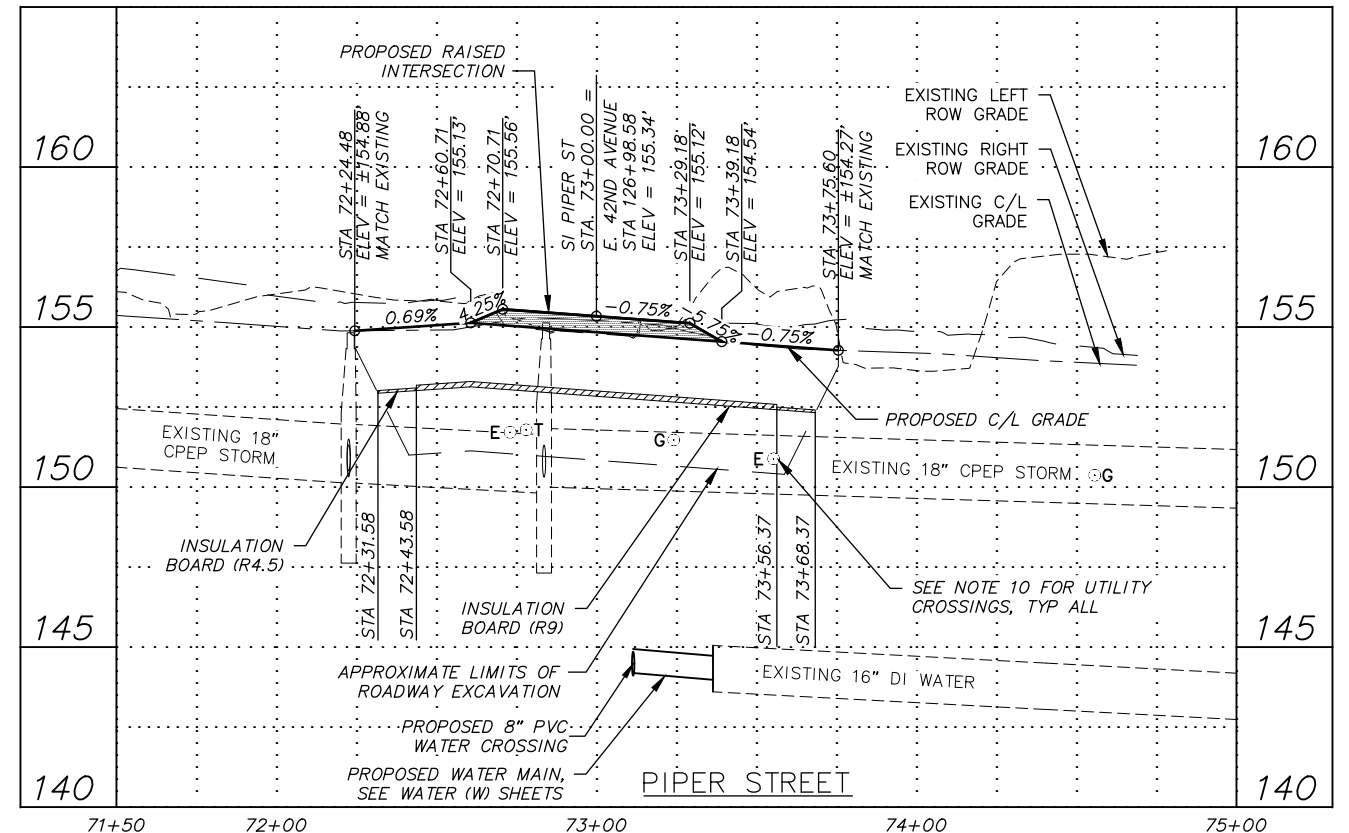 PROPOSED RAISED
INTERSECTION
STA 72+24.48
ELEV = ±154.88'
MATCH EXISTING
STA 72+60.71
ELEV = 155.13'
STA 72+70.71
ELEV = 155.56'
SI PIPER ST
STA. 73+00.00 =
E. 42ND AVENUE
STA 126+98.58
ELEV = 155.34'
STA 73+29.18
ELEV = 155.12'
STA 73+39.18
ELEV = 154.54'
STA 73+75.60
ELEV = ±154.27'
MATCH EXISTING
EXISTING LEFT
ROW GRADE
EXISTING RIGHT
ROW GRADE
EXISTING C/L
GRADE
160
160
155
155
0.69%
4.25%
-0.75%
-5.75%
-0.75%
PROPOSED C/L GRADE
EXISTING 18"
CPEP STORM
E
T
G
E
EXISTING 18" CPEP STORM
G
150
150
INSULATION
BOARD (R4.5)
STA 72+31.58
STA 72+43.58
INSULATION
BOARD (R9)
STA 73+56.37
STA 73+68.37
SEE NOTE 10 FOR UTILITY
CROSSINGS, TYP ALL
145
145
APPROXIMATE LIMITS OF
ROADWAY EXCAVATION
EXISTING 16" DI WATER
PROPOSED 8" PVC
WATER CROSSING
PROPOSED WATER MAIN,
SEE WATER (W) SHEETS
PIPER STREET
140
140
71+50
72+00
73+00
74+00
75+00